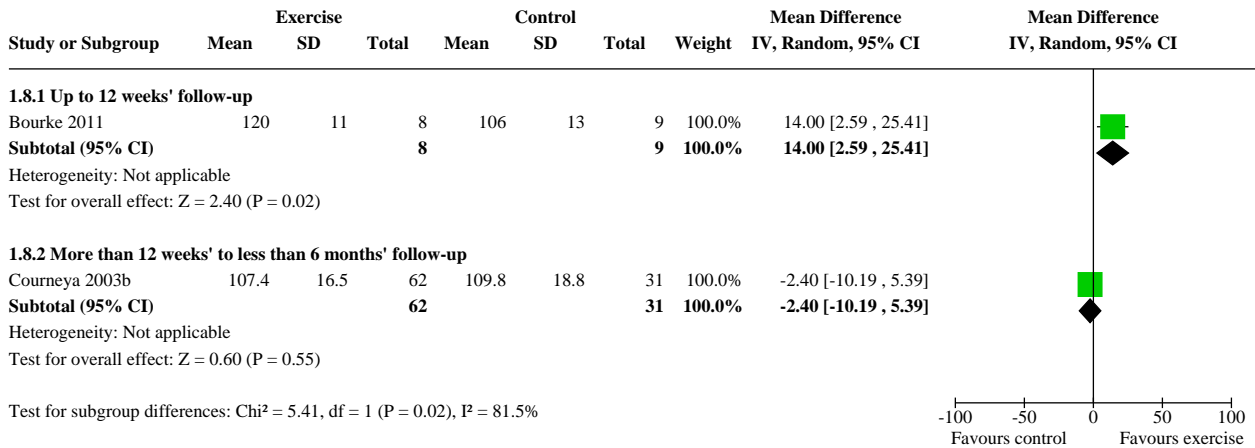 Exercise Control Mean Difference Mean Difference
Study or Subgroup Mean SD Total Mean SD Total Weight IV, Random, 95% CI IV, Random, 95% CI
1.8.1 Up to 12 weeks' follow-up
Bourke 2011 120 11 8 106 13 9 100.0% 14.00 [2.59 , 25.41]
Subtotal (95% CI) 8 9 100.0% 14.00 [2.59 , 25.41]
Heterogeneity: Not applicable
Test for overall effect: Z = 2.40 (P = 0.02)
1.8.2 More than 12 weeks' to less than 6 months' follow-up
Courneya 2003b 107.4 16.5 62 109.8 18.8 31 100.0% -2.40 [-10.19 , 5.39]
Subtotal (95% CI) 62 31 100.0% -2.40 [-10.19 , 5.39]
Heterogeneity: Not applicable
Test for overall effect: Z = 0.60 (P = 0.55)
Test for subgroup differences: Chi² = 5.41, df = 1 (P = 0.02), I² = 81.5%
-100 -50 0 50 100
Favours control Favours exercise